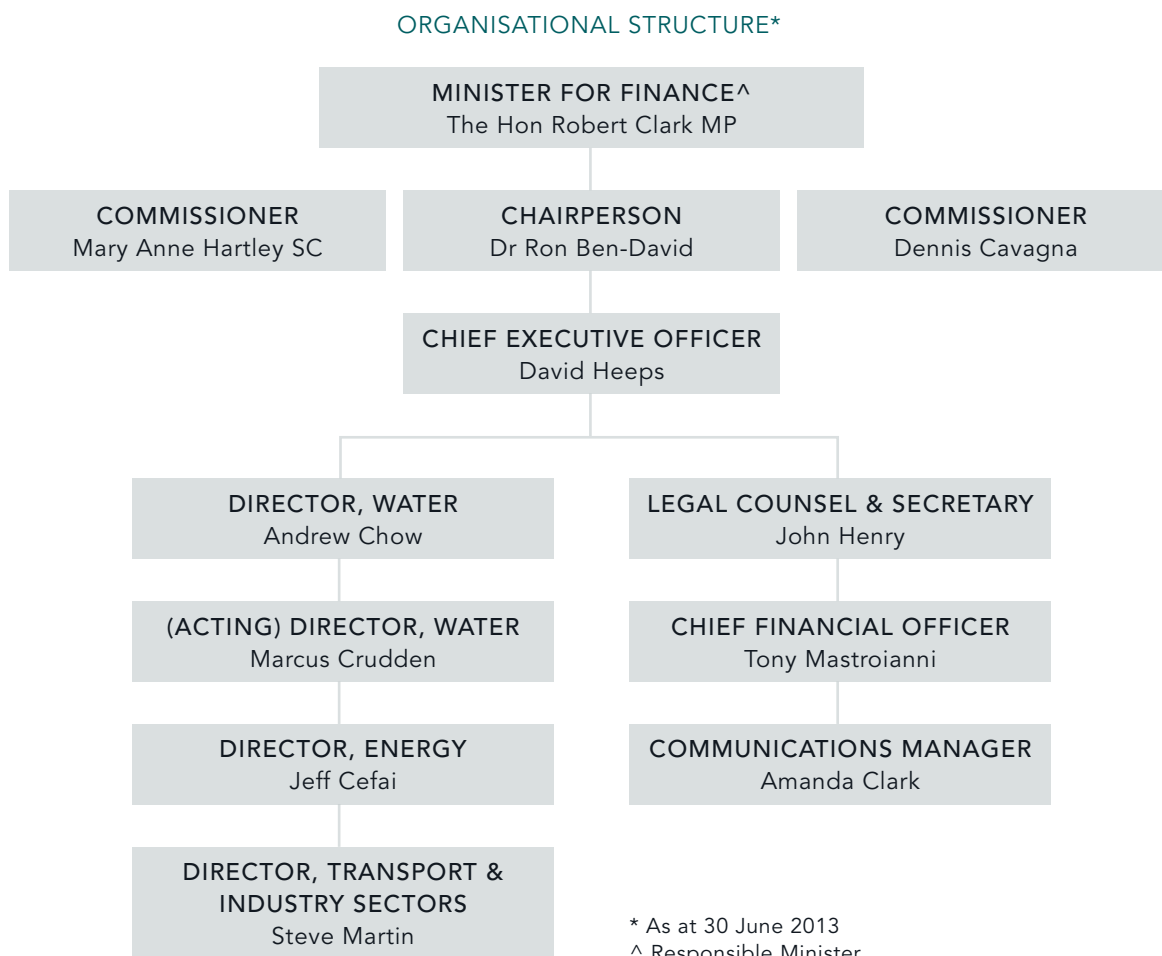 ORGANISATIONAL STRUCTURE*
MINISTER FOR FINANCE^
The Hon Robert Clark MP
COMMISSIONER
Mary Anne Hartley SC
CHAIRPERSON
Dr Ron Ben-David
COMMISSIONER
Dennis Cavagna
CHIEF EXECUTIVE OFFICER
David Heeps
DIRECTOR, WATER
Andrew Chow
LEGAL COUNSEL & SECRETARY
John Henry
(ACTING) DIRECTOR, WATER
Marcus Crudden
CHIEF FINANCIAL OFFICER
Tony Mastroianni
DIRECTOR, ENERGY
Jeff Cefai
COMMUNICATIONS MANAGER
Amanda Clark
DIRECTOR, TRANSPORT &
INDUSTRY SECTORS
Steve Martin
* As at 30 June 2013
^ Responsible Minister